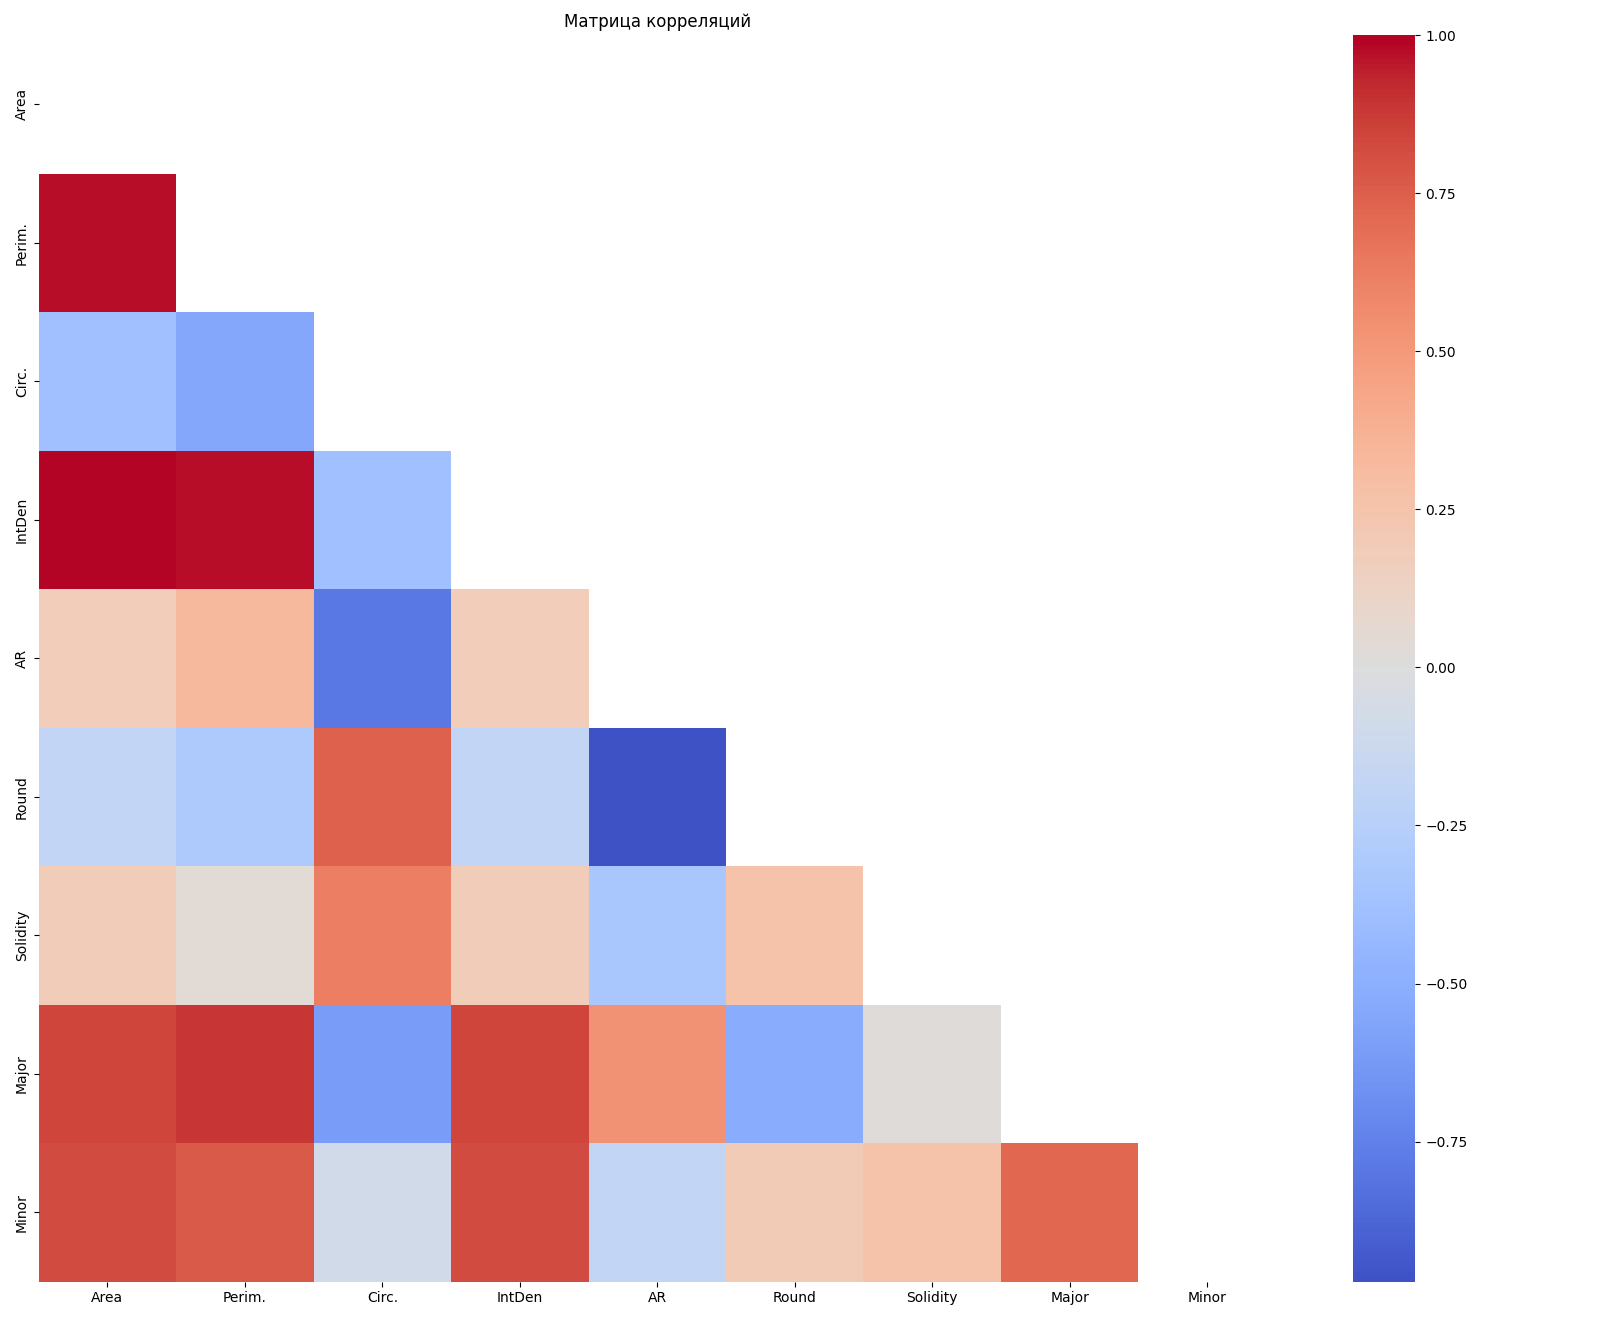 Матрица корреляций
Area
Perim.
Circ.
IntDen
AR
Round
Solidity
Major
Minor
Area Perim. Circ. IntDen AR Round Solidity Major Minor
1.00
0.75
0.50
0.25
0.00
−0.25
−0.50
−0.75